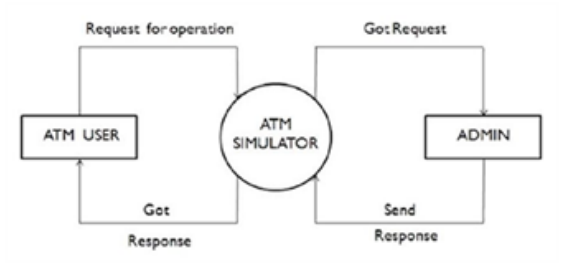 Request for operation
Got Request
ATM USER
ATM
SIMULATOR
ADMIN
Got
Response
Send
Response